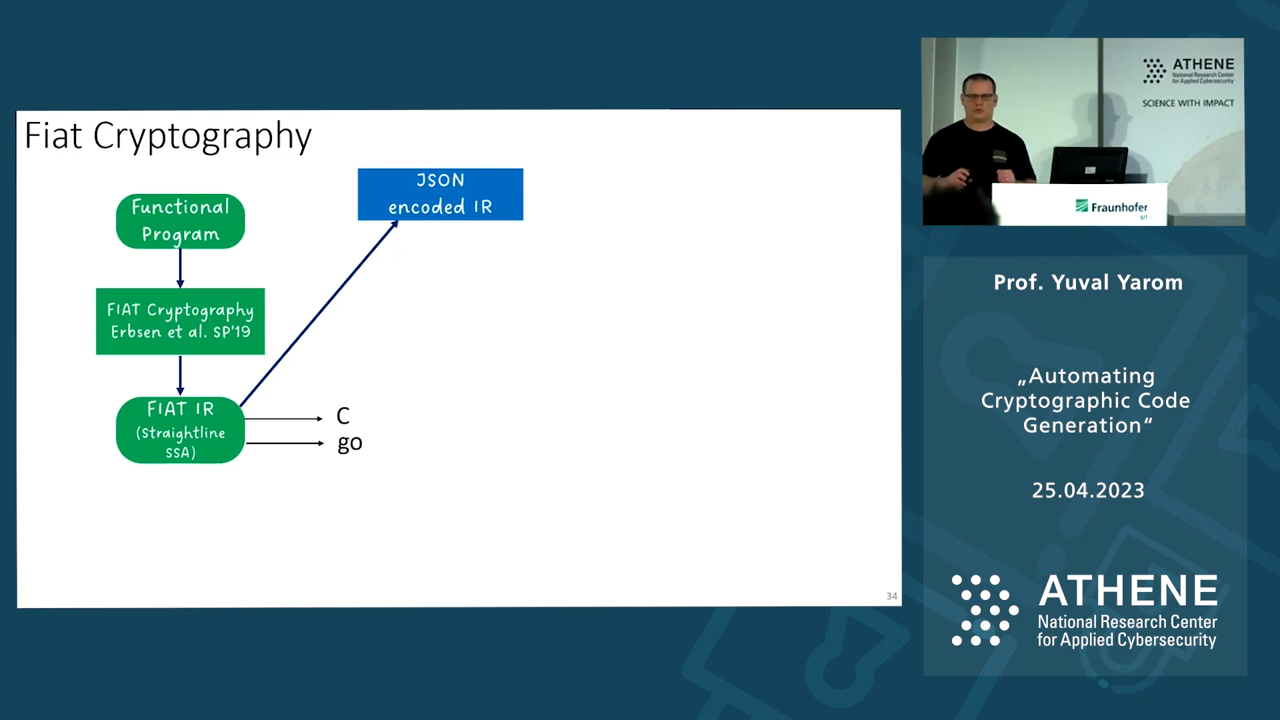 Fiat Cryptography
Functional
Program
FIAT Cryptography
Erbsen et al. SP'19
FIAT IR
(Straightline
SSA)
JSON
encoded IR
C
go
34
ATHENE
National Research Center
for Applied Cybersecurity
SCIENCE WITH IMPACT
Fraunhofer
SIT
Prof. Yuval Yarom
„Automating
Cryptographic Code
Generation“
25.04.2023
ATHENE
National Research Center
for Applied Cybersecurity